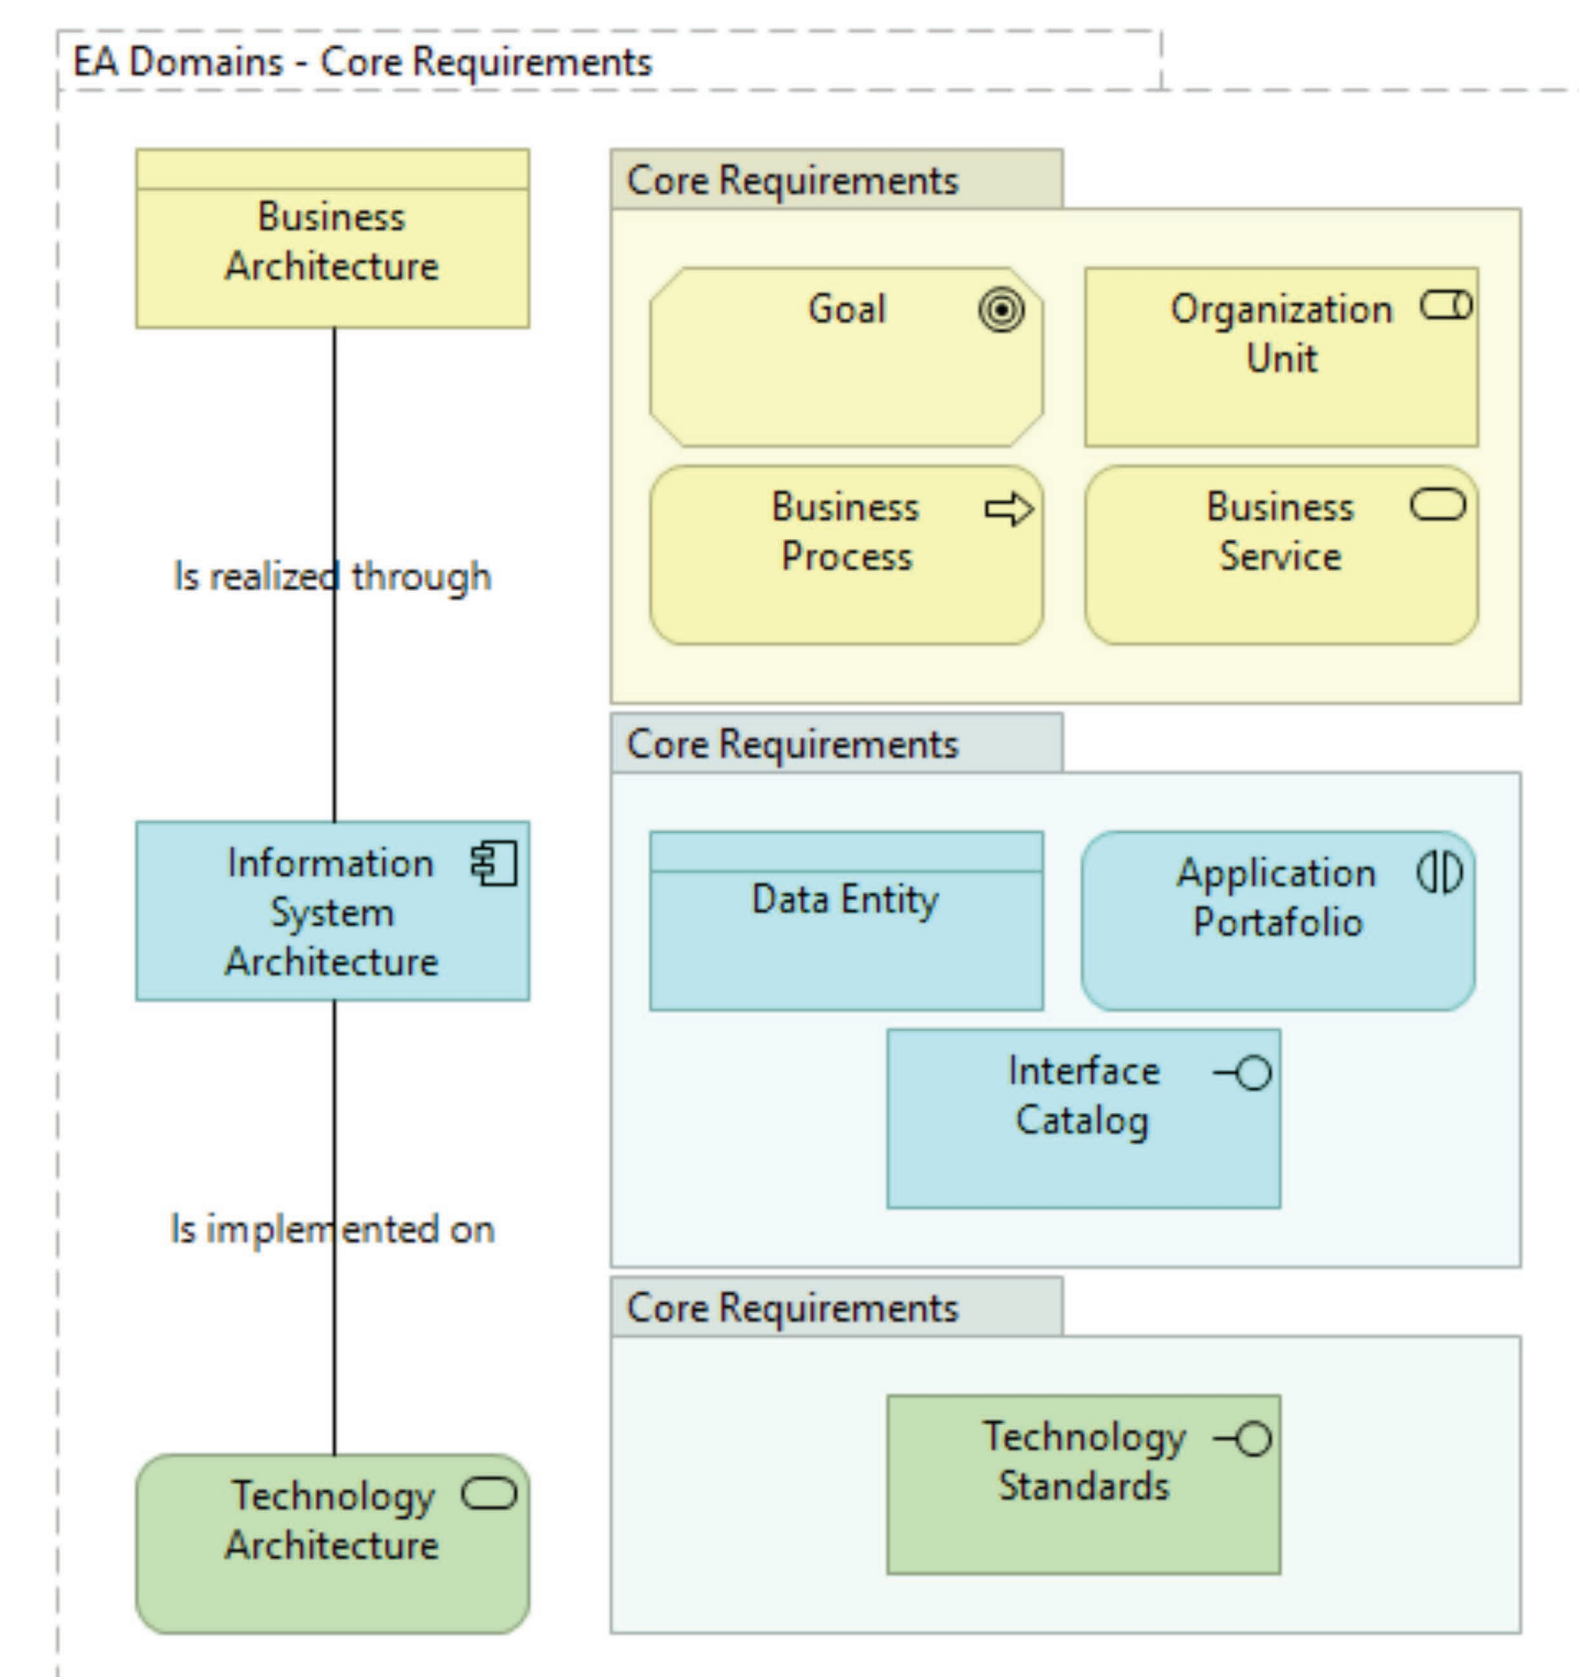 EA Domains - Core Requirements
Business
Architecture
Core Requirements
Goal
Organization
Unit
Business
Process
Business
Service
Is realized through
Core Requirements
Information
System
Architecture
Data Entity
Application
Portafolio
Interface
Catalog
Is implemented on
Core Requirements
Technology
Standards
Technology
Architecture